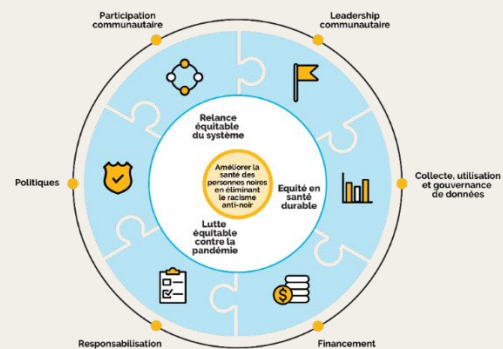 Participation
communautaire
Leadership
communautaire
Relance
équitable
du système
Améliorer la
santé des
personnes noires
en éliminant
le racisme
anti-noir
Politiques
Equité en
santé
durable
Collecte, utilisation
et gouvernance
de données
Lutte
équitable
contre la
pandémie
$
Responsabilisation
Financement